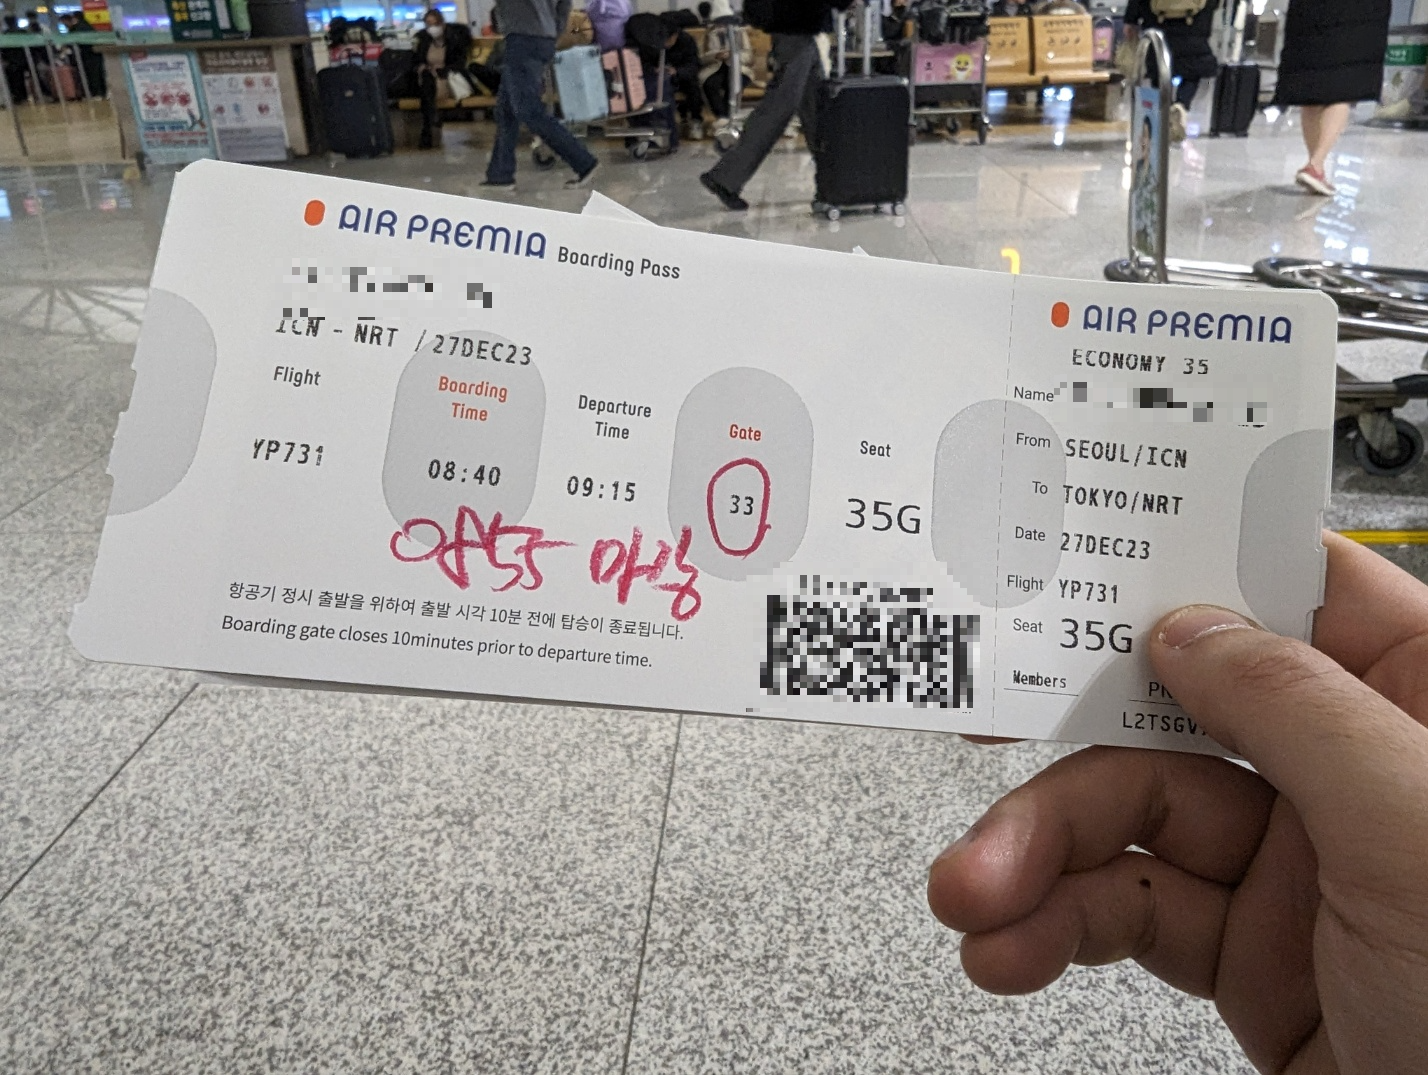 AIR PREMIA Boarding Pass
ICN - NRT / 27DEC23
Flight
Boarding Time
Departure Time
Gate
Seat
YP731
08:40
09:15
33
35G
08:55 마감
항공기 정시 출발을 위하여 출발 시각 10분 전에 탑승이 종료됩니다.
Boarding gate closes 10minutes prior to departure time.
AIR PREMIA
ECONOMY 35
Name
From SEOUL/ICN
To TOKYO/NRT
Date 27DEC23
Flight YP731
Seat 35G
Members
L2TSGV